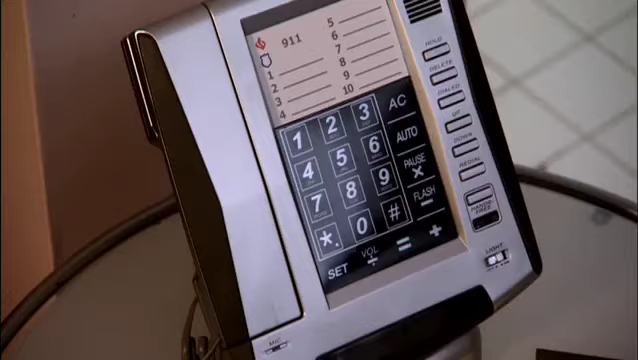 911
1
2
3
4
5
6
7
8
9
10
1 2 3 AC
4 5 6 AUTO
7 8 9 PAUSE ×
*. 0 # FLASH −
SET VOL ÷ = +
HOLD
DELETE
DIALED
UP
DOWN
REDIAL
HANDS-FREE
LIGHT
MIC